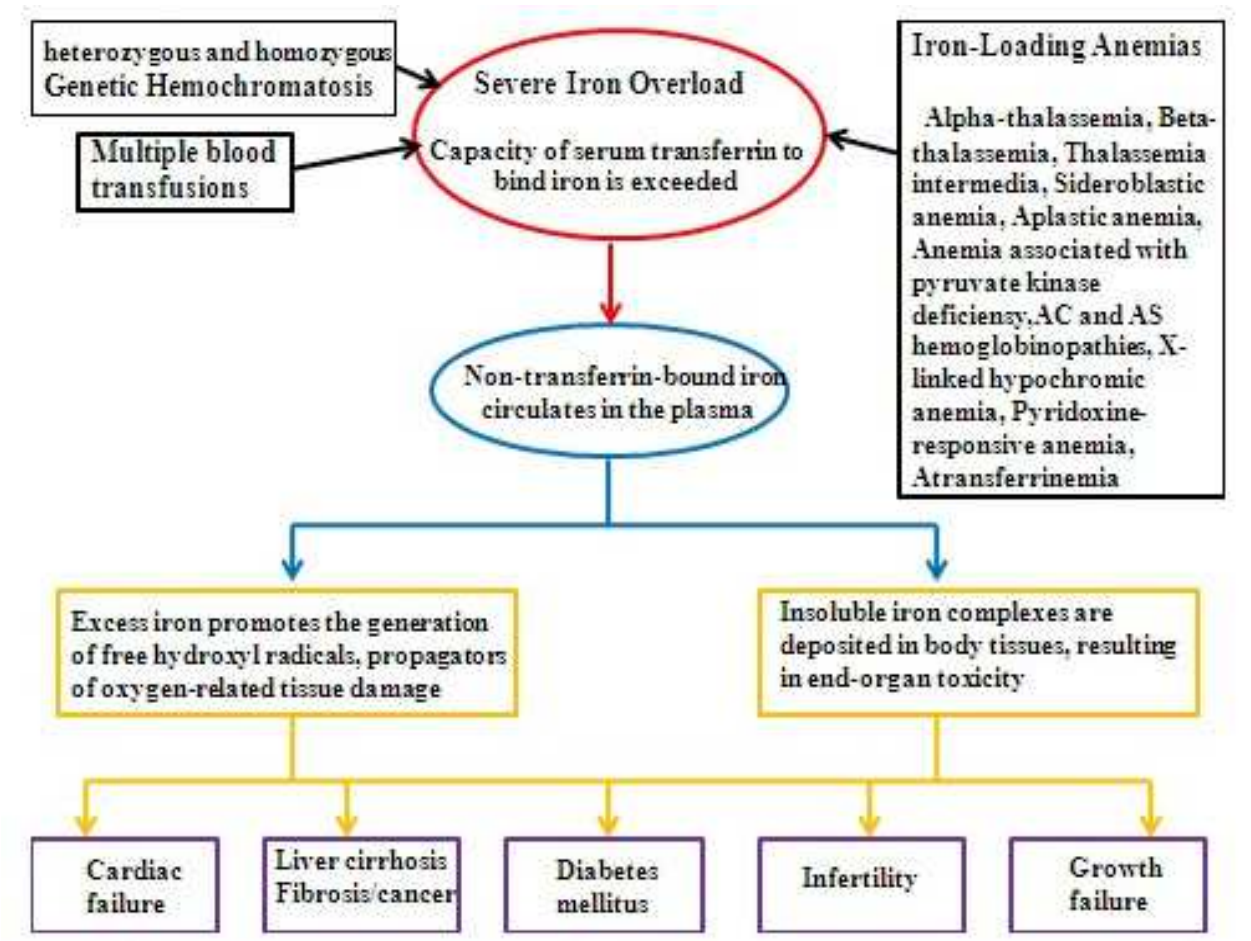 heterozygous and homozygous
Genetic Hemochromatosis
Multiple blood
transfusions
Severe Iron Overload
Capacity of serum transferrin to
bind iron is exceeded
Iron-Loading Anemias
Alpha-thalassemia, Beta-
thalassemia, Thalassemia
intermedia, Sideroblastic
anemia, Aplastic anemia,
Anemia associated with
pyruvate kinase
deficiensy,AC and AS
hemoglobinopathies, X-
linked hypochromic
anemia, Pyridoxine-
responsive anemia,
Atransferrinemia
Non-transferrin-bound iron
circulates in the plasma
Excess iron promotes the generation
of free hydroxyl radicals, propagators
of oxygen-related tissue damage
Insoluble iron complexes are
deposited in body tissues, resulting
in end-organ toxicity
Cardiac
failure
Liver cirrhosis
Fibrosis/cancer
Diabetes
mellitus
Infertility
Growth
failure